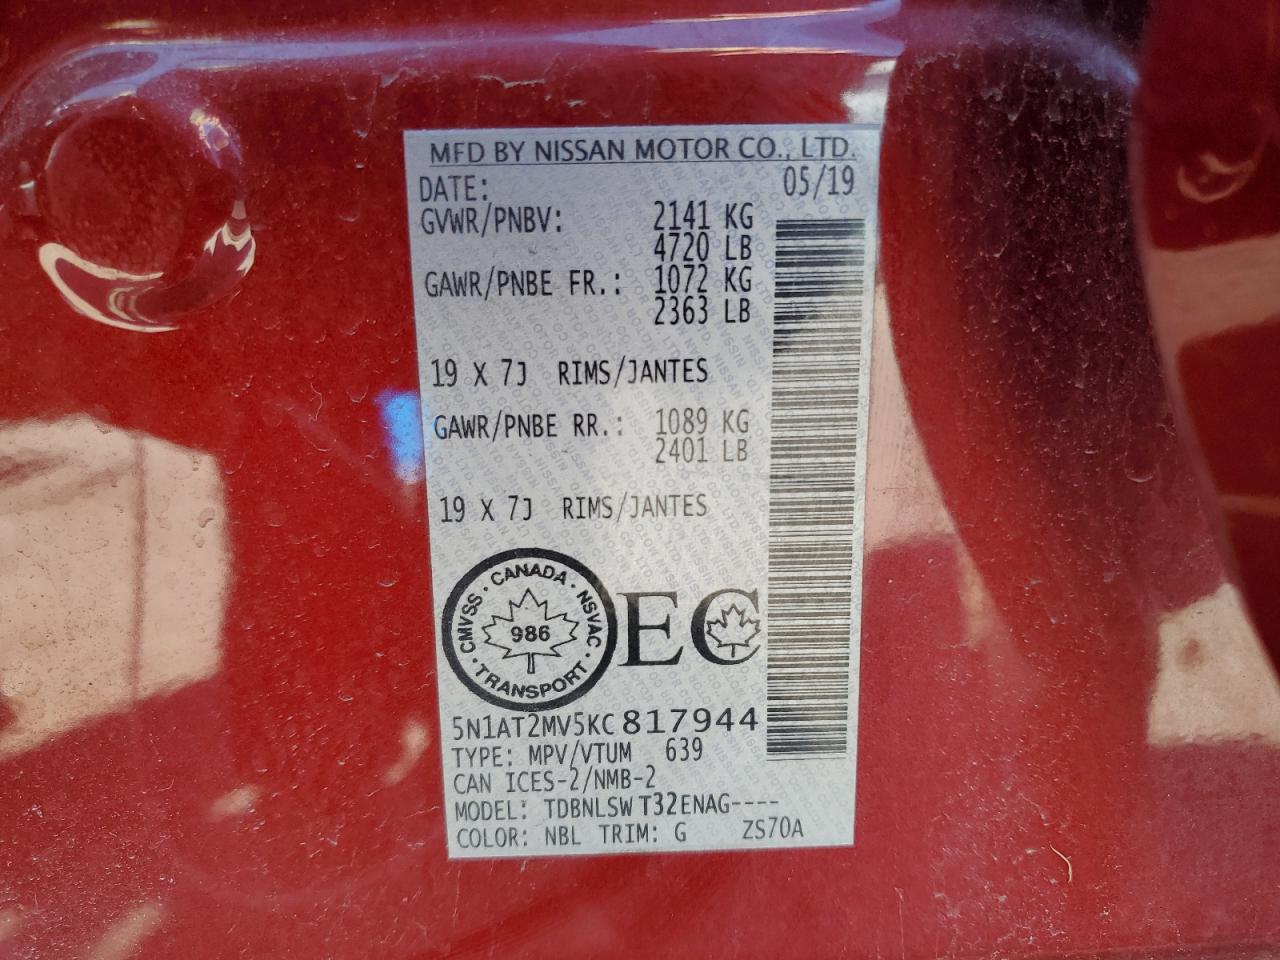 MFD BY NISSAN MOTOR CO., LTD.
DATE: 05/19
GVWR/PNBV: 2141 KG
4720 LB
GAWR/PNBE FR.: 1072 KG
2363 LB
19 X 7J RIMS/JANTES
GAWR/PNBE RR.: 1089 KG
2401 LB
19 X 7J RIMS/JANTES
CMVSS · CANADA · NSVAC · TRANSPORT ·
986
EC
5N1AT2MV5KC817944
TYPE: MPV/VTUM 639
CAN ICES-2/NMB-2
MODEL: TDBNLSW T32ENAG----
COLOR: NBL TRIM: G ZS70A